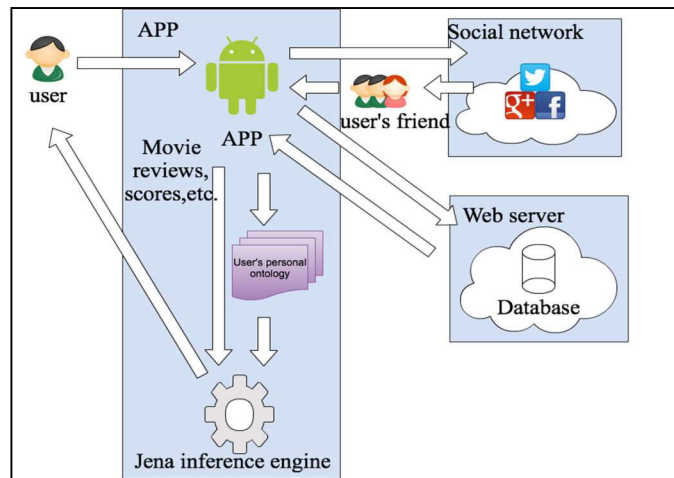 APP
Social network
user
user's friend
APP
Movie
reviews,
scores,etc.
g+ f
Web server
User's personal
ontology
Database
Jena inference engine